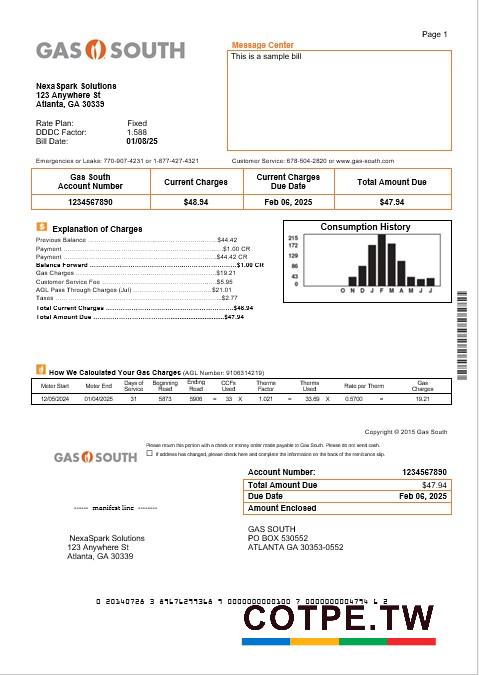 Page 1
GAS SOUTH
Message Center
This is a sample bill
NexaSpark Solutions
123 Anywhere St
Atlanta, GA 30339
Rate Plan: Fixed
DDDC Factor: 1.588
Bill Date: 01/08/25
Emergencies or Leaks: 770-907-4231 or 1-877-427-4321 Customer Service: 678-504-2820 or www.gas-south.com
Gas South Account Number Current Charges Current Charges Due Date Total Amount Due
1234567890 $48.94 Feb 06, 2025 $47.94
Explanation of Charges
Previous Balance $44.42
Payment $1.00 CR
Payment $44.42 CR
Balance Forward $1.00 CR
Gas Charges $19.21
Customer Service Fee $5.95
AGL Pass Through Charges (Jul) $21.01
Taxes $2.77
Total Current Charges $48.94
Total Amount Due $47.94
Consumption History
215
172
129
86
43
0
O N D J F M A M J J
How We Calculated Your Gas Charges (AGL Number: 9106314219)
Meter Start Meter End Days of Service Beginning Read Ending Read CCFs Used Therms Factor Therms Used Rate per Therm Gas Charges
12/05/2024 01/04/2025 31 5873 5906 = 33 X 1.021 = 33.69 X 0.5700 = 19.21
Copyright © 2015 Gas South
GAS SOUTH
Please return this portion with a check or money order made payable to Gas South. Please do not send cash.
If address has changed, please check here and complete the information on the back of the remittance slip.
Account Number: 1234567890
Total Amount Due $47.94
Due Date Feb 06, 2025
Amount Enclosed
------ manifest line --------
NexaSpark Solutions
123 Anywhere St
Atlanta, GA 30339
GAS SOUTH
PO BOX 530552
ATLANTA GA 30353-0552
0 20140728 3 89676299368 9 0000000000100 7 0000000004794 6 2
COTPE.TW